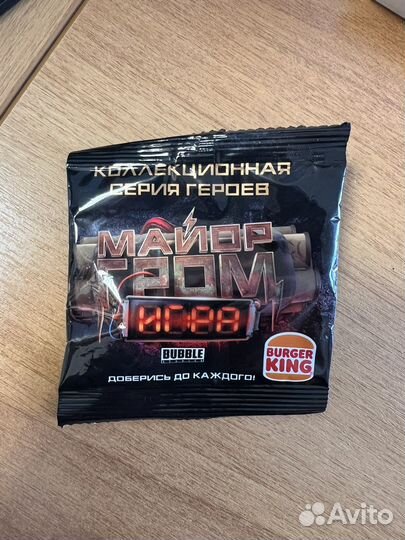 КОЛЛЕКЦИОННАЯ
СЕРИЯ ГЕРОЕВ
МАЙОР
ГРОМ
ИГРА
BUBBLE
BURGER
KING
ДОБЕРИСЬ ДО КАЖДОГО!
Avito